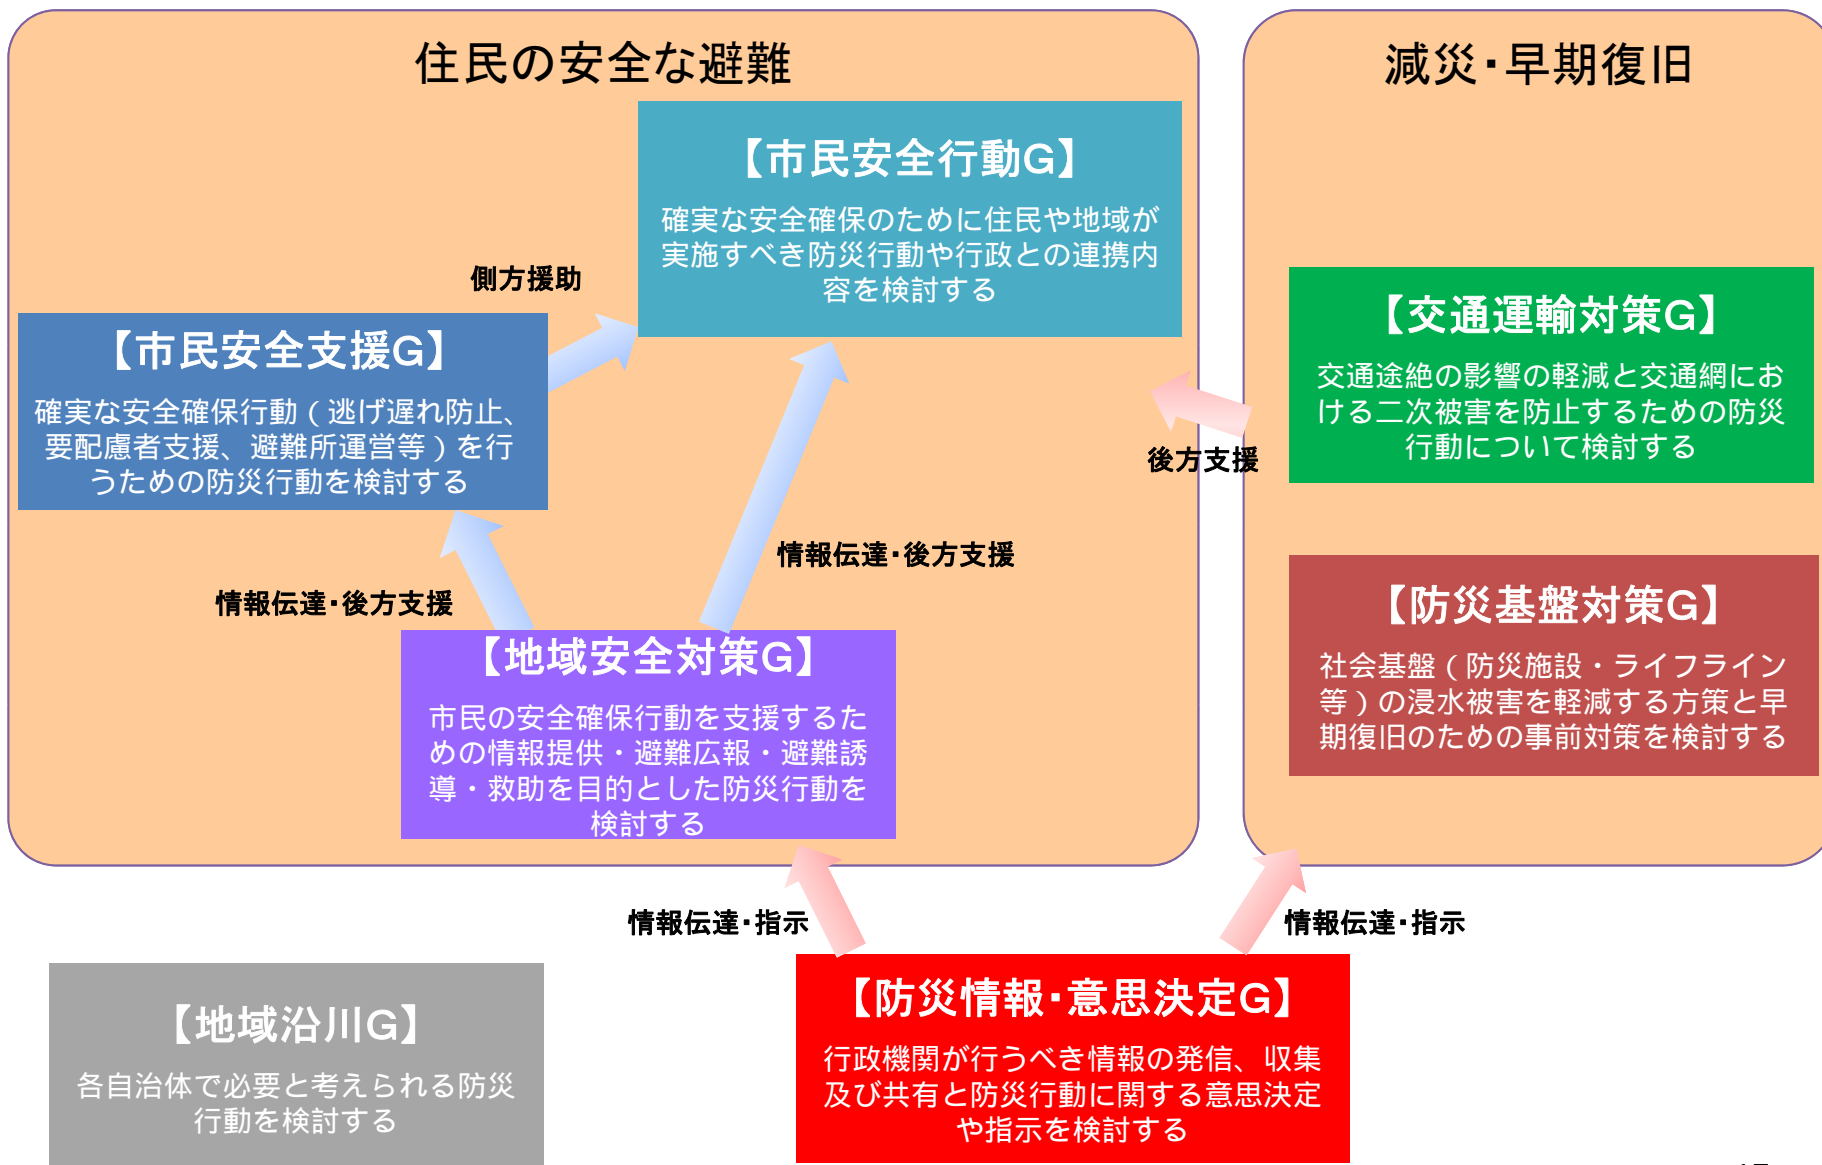 住民の安全な避難
【市民安全行動G】
確実な安全確保のために住民や地域が
実施すべき防災行動や行政との連携内
容を検討する
側方援助
【市民安全支援G】
確実な安全確保行動（逃げ遅れ防止、
要配慮者支援、避難所運営等）を行
うための防災行動を検討する
情報伝達・後方支援
情報伝達・後方支援
【地域安全対策G】
市民の安全確保行動を支援するた
めの情報提供・避難広報・避難誘
導・救助を目的とした防災行動を
検討する
減災・早期復旧
【交通運輸対策G】
交通途絶の影響の軽減と交通網にお
ける二次被害を防止するための防災
行動について検討する
後方支援
【防災基盤対策G】
社会基盤（防災施設・ライフライン
等）の浸水被害を軽減する方策と早
期復旧のための事前対策を検討する
情報伝達・指示
情報伝達・指示
【地域沿川G】
各自治体で必要と考えられる防災
行動を検討する
【防災情報・意思決定G】
行政機関が行うべき情報の発信、収集
及び共有と防災行動に関する意思決定
や指示を検討する